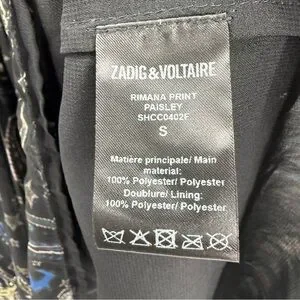 ZADIG&VOLTAIRE
RIMANA PRINT
PAISLEY
SHCC0402F
S
Matière principale/ Main
material:
100% Polyester/ Polyester
Doublure/ Lining:
100% Polyester/ Polyester